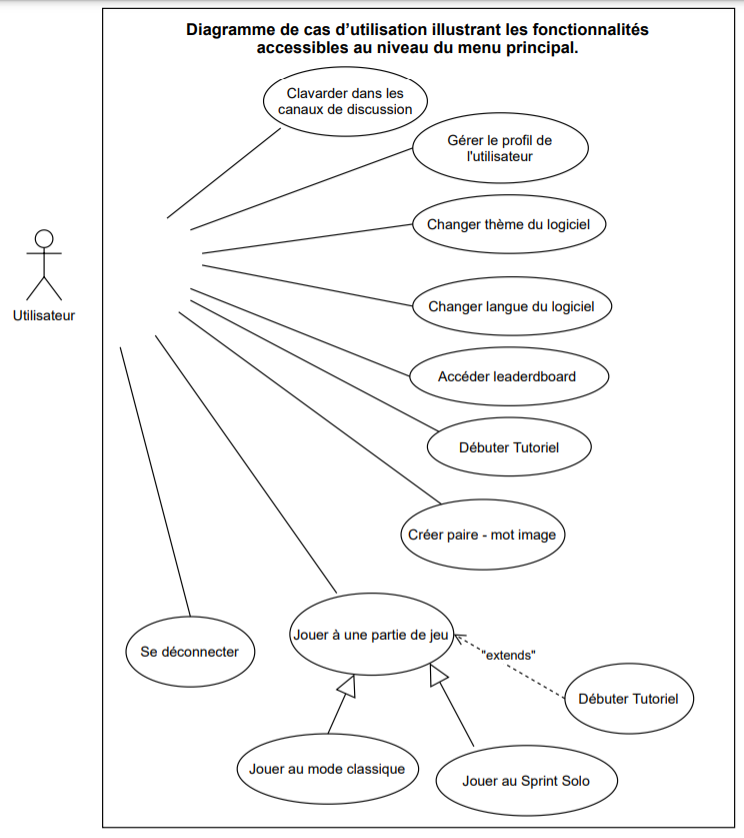 Diagramme de cas d’utilisation illustrant les fonctionnalités
accessibles au niveau du menu principal.
Clavarder dans les
canaux de discussion
Gérer le profil de
l'utilisateur
Changer thème du logiciel
Utilisateur
Changer langue du logiciel
Accéder leaderdboard
Débuter Tutoriel
Créer paire - mot image
Jouer à une partie de jeu
Se déconnecter
"extends"
Débuter Tutoriel
Jouer au mode classique
Jouer au Sprint Solo